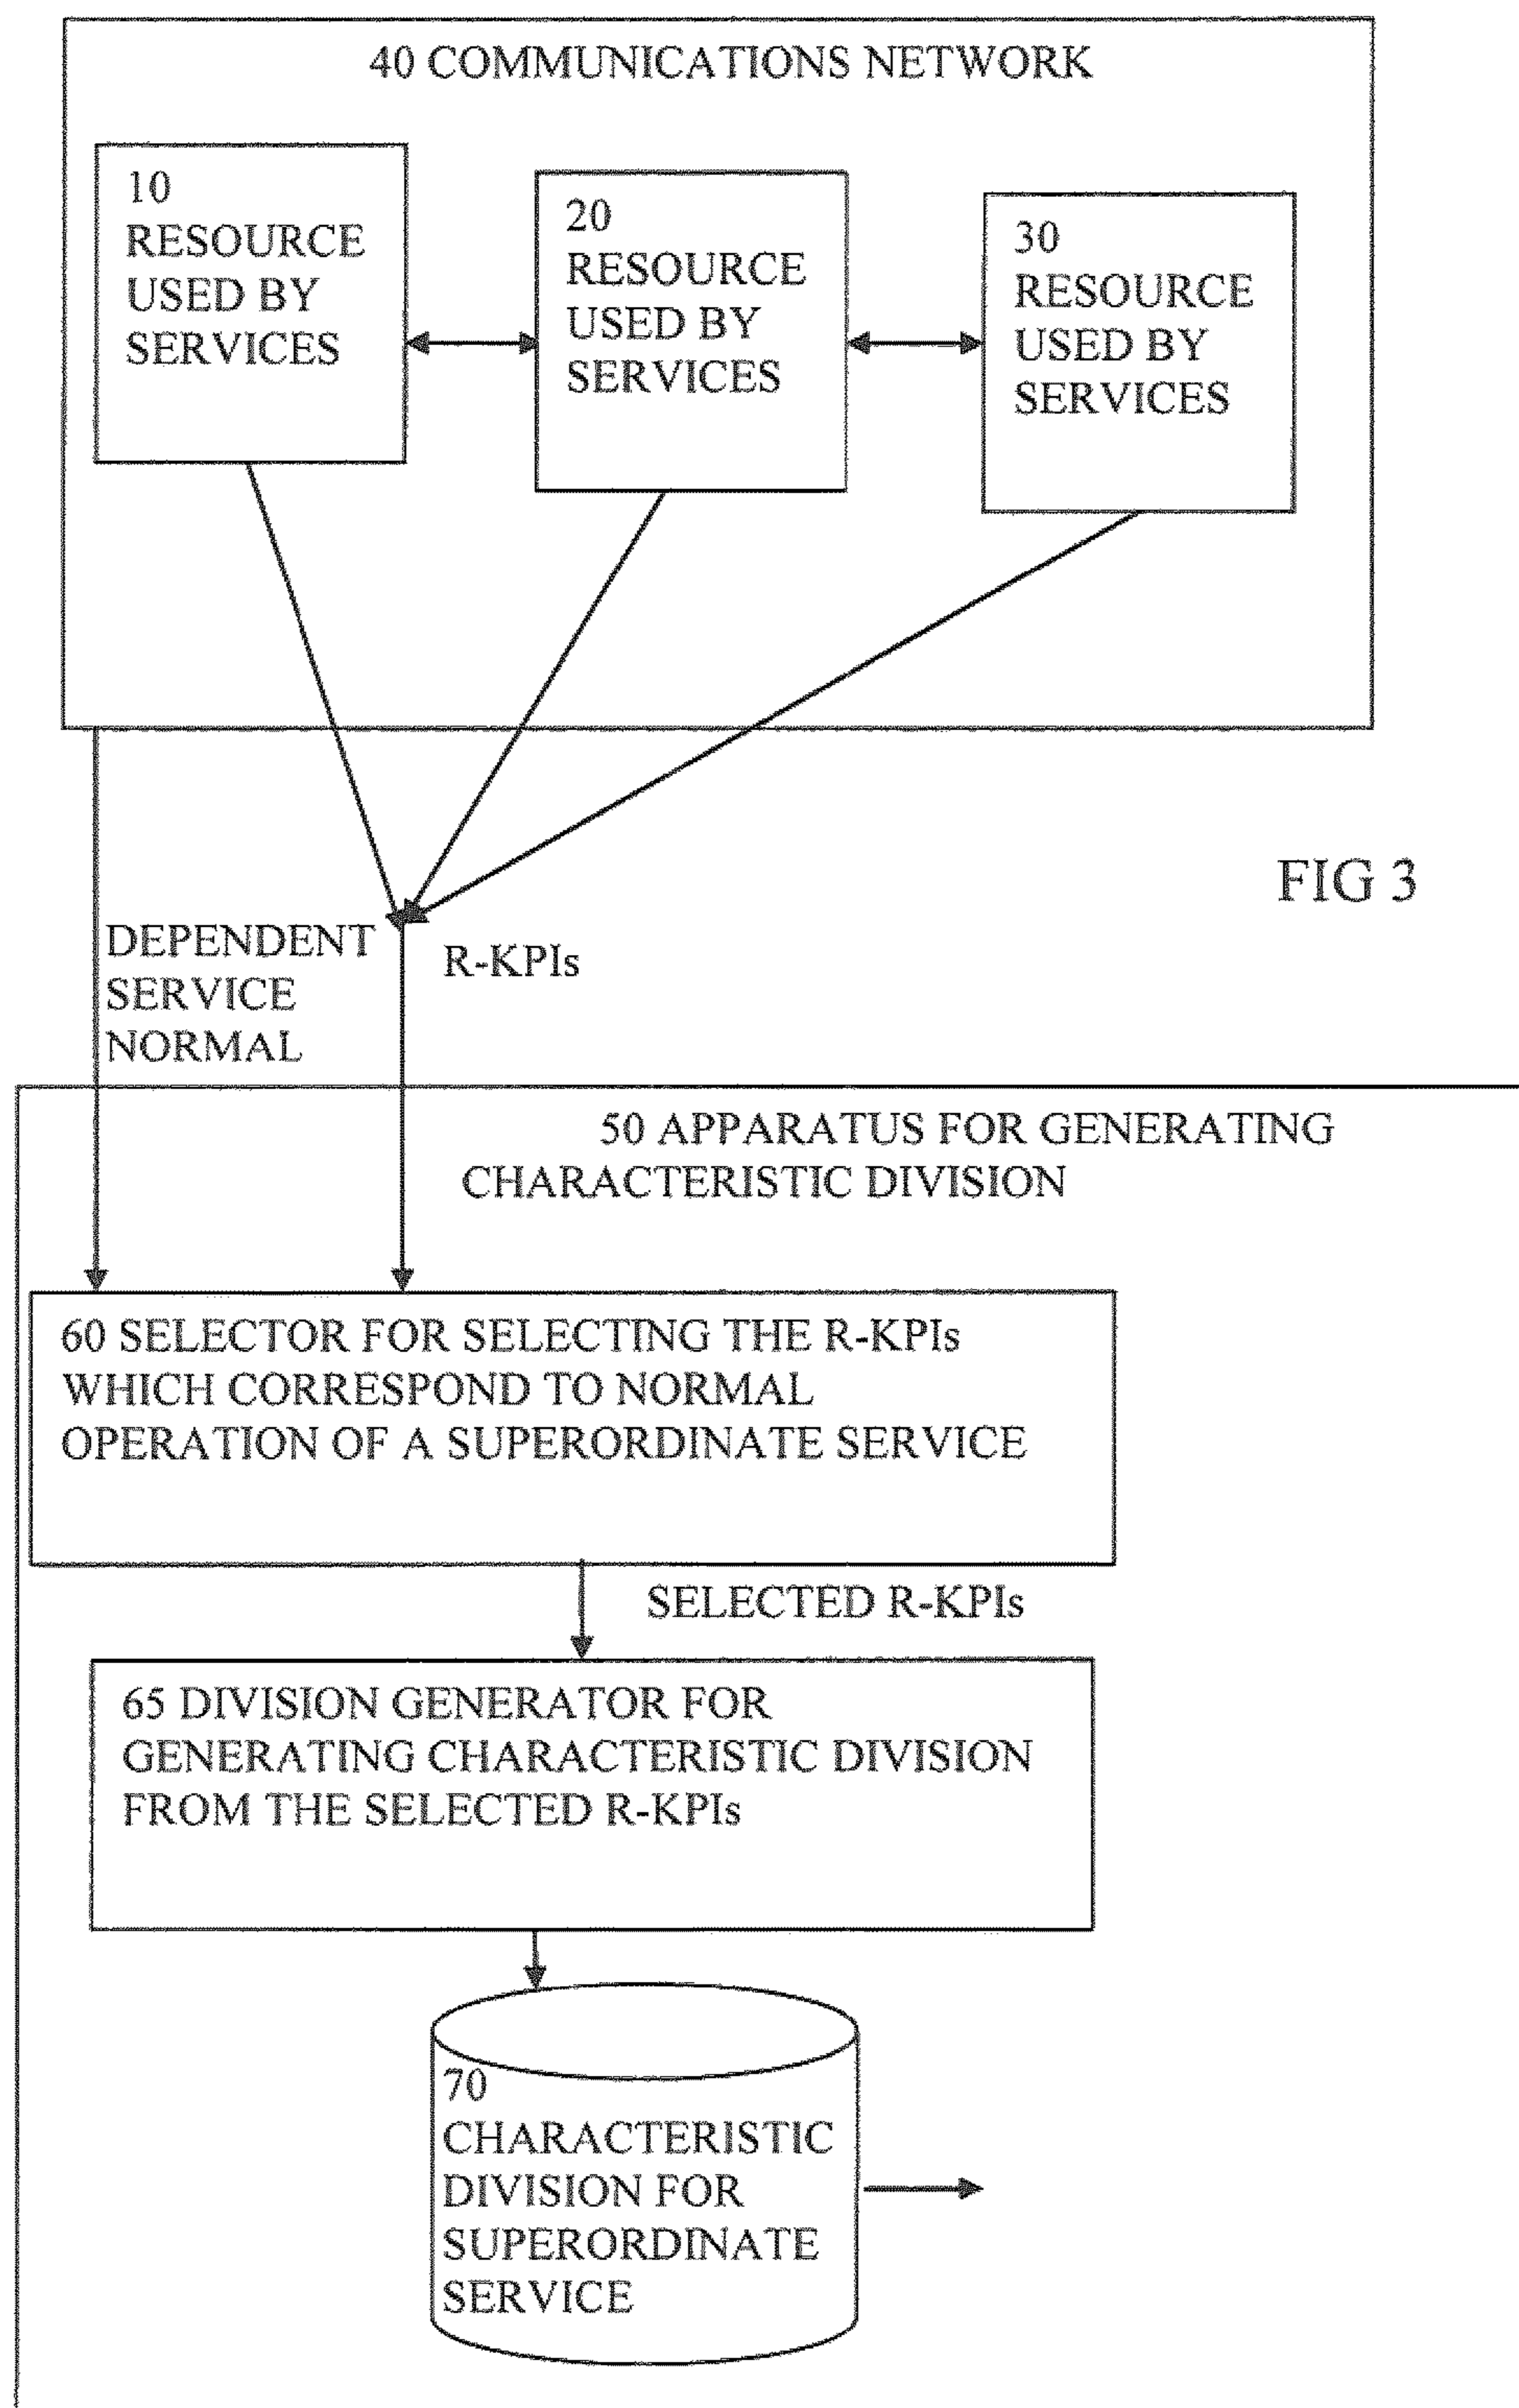 40 COMMUNICATIONS NETWORK
10
RESOURCE
USED BY
SERVICES
20
RESOURCE
USED BY
SERVICES
30
RESOURCE
USED BY
SERVICES
FIG 3
DEPENDENT
SERVICE
NORMAL
R-KPIs
50 APPARATUS FOR GENERATING
CHARACTERISTIC DIVISION
60 SELECTOR FOR SELECTING THE R-KPIs
WHICH CORRESPOND TO NORMAL
OPERATION OF A SUPERORDINATE SERVICE
SELECTED R-KPIs
65 DIVISION GENERATOR FOR
GENERATING CHARACTERISTIC DIVISION
FROM THE SELECTED R-KPIs
70
CHARACTERISTIC
DIVISION FOR
SUPERORDINATE
SERVICE